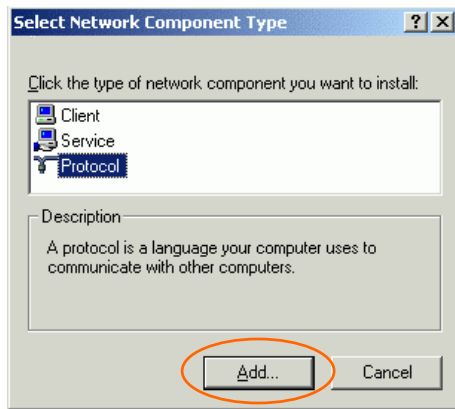 Select Network Component Type
Click the type of network component you want to install:
Client
Service
Protocol
Description
A protocol is a language your computer uses to
communicate with other computers.
Add... Cancel